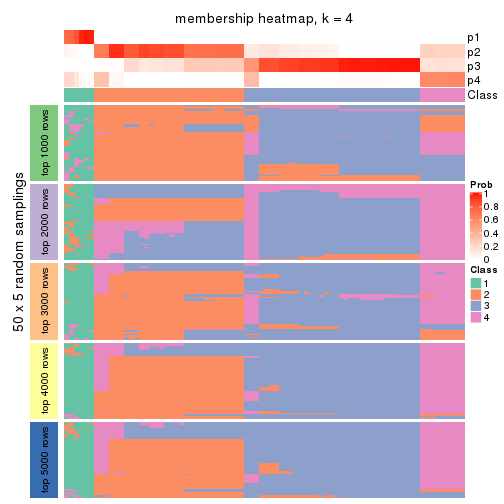 membership heatmap, k = 4
p1
p2
p3
p4
Class
50 x 5 random samplings
top 1000 rows
top 2000 rows
top 3000 rows
top 4000 rows
top 5000 rows
Prob
1
0.8
0.6
0.4
0.2
0
Class
1
2
3
4